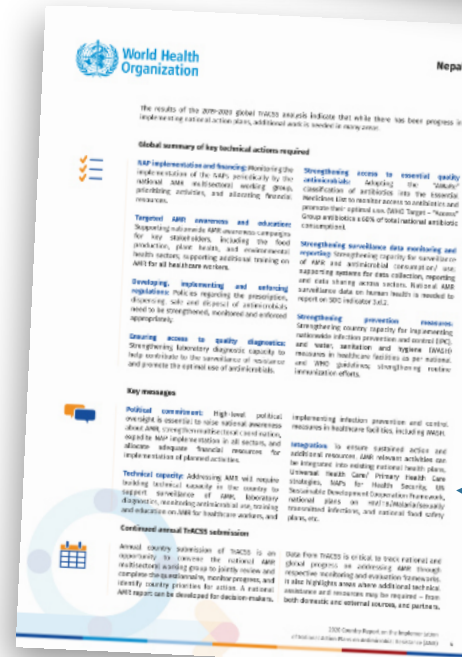 World Health
Organization
Nepa
The results of the 2019-2020 global TrACSS analysis indicate that while there has been progress in
implementing national action plans, additional work is needed in many areas.
Global summary of key technical actions required
NAP implementation and financing: Monitoring the
implementation of the NAPs periodically by the
national AMR multisectoral working group,
prioritizing activities, and allocating financial
resources.
Targeted AMR awareness and education:
Supporting nationwide AMR awareness campaigns
for key stakeholders, including the food
production, plant health, and environmental
health sectors, supporting additional training on
AMR for all healthcare workers.
Developing, implementing and enforcing
regulations: Policies regarding the prescription,
dispensing, sale and disposal of antimicrobials
need to be strengthened, monitored and enforced
appropriately.
Ensuring access to quality diagnostics:
Strengthening laboratory diagnostic capacity to
help contribute to the surveillance of resistance
and promote the optimal use of antimicrobials.
Strengthening access to essential quality
antimicrobials: Adopting the "AWaRe"
classification of antibiotics into the Essential
Medicines List to monitor access to antibiotics and
promote their optimal use. (WHO Target – "Access"
Group antibiotics ≥ 60% of total national antibiotic
consumption).
Strengthening surveillance data monitoring and
reporting: Strengthening capacity for surveillance
of AMR and antimicrobial consumption/ use;
supporting systems for data collection, reporting
and data sharing across sectors. National AMR
surveillance data on human health is needed to
report on SDG indicator 3.d.2.
Strengthening prevention measures:
Strengthening country capacity for implementing
nationwide infection prevention and control (IPC),
and water, sanitation and hygiene (WASH)
measures in healthcare facilities as per national
and WHO guidelines; strengthening routine
immunization efforts.
Key messages
Political commitment: High-level political
oversight is essential to raise national awareness
about AMR, strengthen multisectoral coordination,
expedite NAP implementation in all sectors, and
allocate adequate financial resources for
implementation of planned activities.
Technical capacity: Addressing AMR will require
building technical capacity in the country to
support surveillance of AMR, laboratory
diagnostics, monitoring antimicrobial use, training
and education on AMR for healthcare workers, and
implementing infection prevention and control
measures in healthcare facilities, including WASH.
Integration: To ensure sustained action and
additional resources, AMR relevant activities can
be integrated into existing national health plans,
Universal Health Care/ Primary Health Care
strategies, NAPs for Health Security, UN
Sustainable Development Cooperation Framework,
national plans on HIV/TB/Malaria/sexually
transmitted infections, and national food safety
plans, etc.
Continued annual TrACSS submission
Annual country submission of TrACSS is an
opportunity to convene the national AMR
multisectoral working group to jointly review and
complete the questionnaire, monitor progress, and
identify country priorities for action. A national
AMR report can be developed for decision-makers.
Data from TrACSS is critical to track national and
global progress on addressing AMR through
respective monitoring and evaluation frameworks.
It also highlights areas where additional technical
assistance and resources may be required – from
both domestic and external sources, and partners.
2020 Country Report on the Implementation
of National Action Plan on Antimicrobial Resistance (AMR)